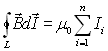 ∮_L B⃗dl⃗ = μ₀ ∑_{i=1}^{n} I_i